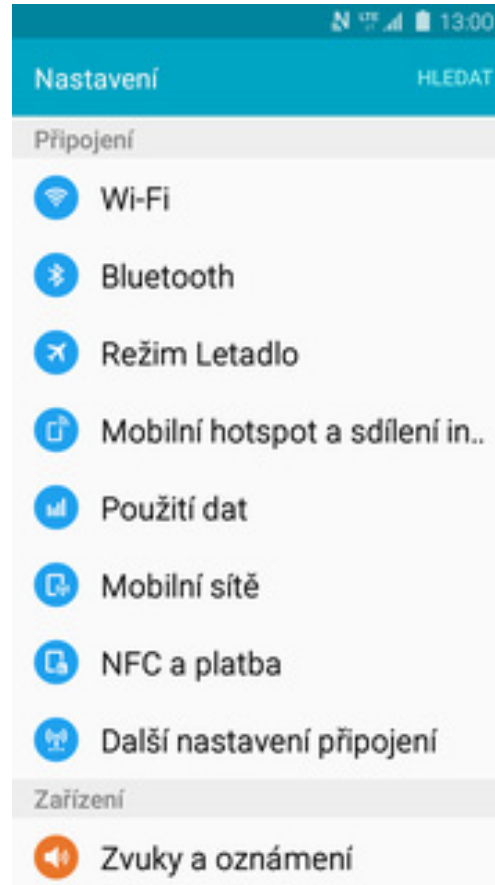 LTE 13:00
Nastavení HLEDAT
Připojení
Wi-Fi
Bluetooth
Režim Letadlo
Mobilní hotspot a sdílení in..
Použití dat
Mobilní sítě
NFC a platba
Další nastavení připojení
Zařízení
Zvuky a oznámení